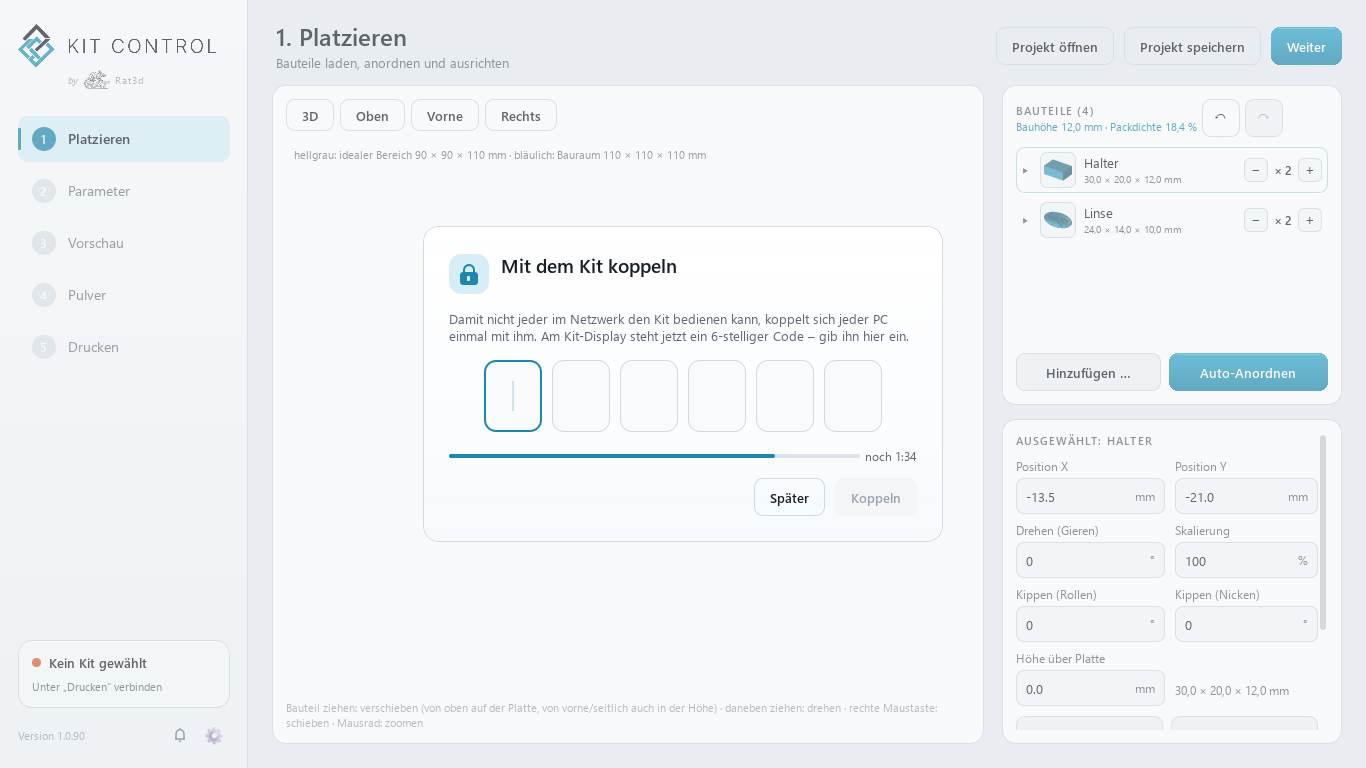 KIT CONTROL
by Rat3d
1 Platzieren
2 Parameter
3 Vorschau
4 Pulver
5 Drucken
Kein Kit gewählt
Unter „Drucken“ verbinden
Version 1.0.90
1. Platzieren
Bauteile laden, anordnen und ausrichten
Projekt öffnen
Projekt speichern
Weiter
3D
Oben
Vorne
Rechts
hellgrau: idealer Bereich 90 × 90 × 110 mm · bläulich: Bauraum 110 × 110 × 110 mm
Mit dem Kit koppeln
Damit nicht jeder im Netzwerk den Kit bedienen kann, koppelt sich jeder PC
einmal mit ihm. Am Kit-Display steht jetzt ein 6-stelliger Code – gib ihn hier ein.
noch 1:34
Später
Koppeln
Bauteil ziehen: verschieben (von oben auf der Platte, von vorne/seitlich auch in der Höhe) · daneben ziehen: drehen · rechte Maustaste:
schieben · Mausrad: zoomen
BAUTEILE (4)
Bauhöhe 12,0 mm · Packdichte 18,4 %
Halter
30,0 × 20,0 × 12,0 mm
− × 2 +
Linse
24,0 × 14,0 × 10,0 mm
− × 2 +
Hinzufügen ...
Auto-Anordnen
AUSGEWÄHLT: HALTER
Position X
Position Y
-13.5 mm
-21.0 mm
Drehen (Gieren)
Skalierung
0 °
100 %
Kippen (Rollen)
Kippen (Nicken)
0 °
0 °
Höhe über Platte
0.0 mm
30,0 × 20,0 × 12,0 mm